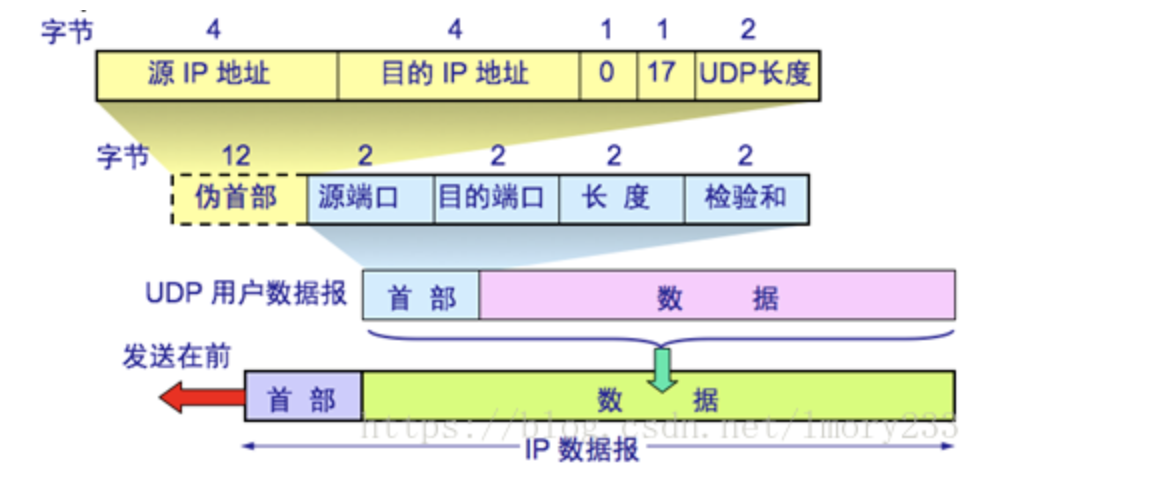 字节 4 4 1 1 2
源 IP 地址 目的 IP 地址 0 17 UDP长度
字节 12 2 2 2 2
伪首部 源端口 目的端口 长 度 检验和
UDP 用户数据报 首 部 数 据
发送在前
首 部 数 据
https://blog.csdn.net/lmory233
IP 数据报